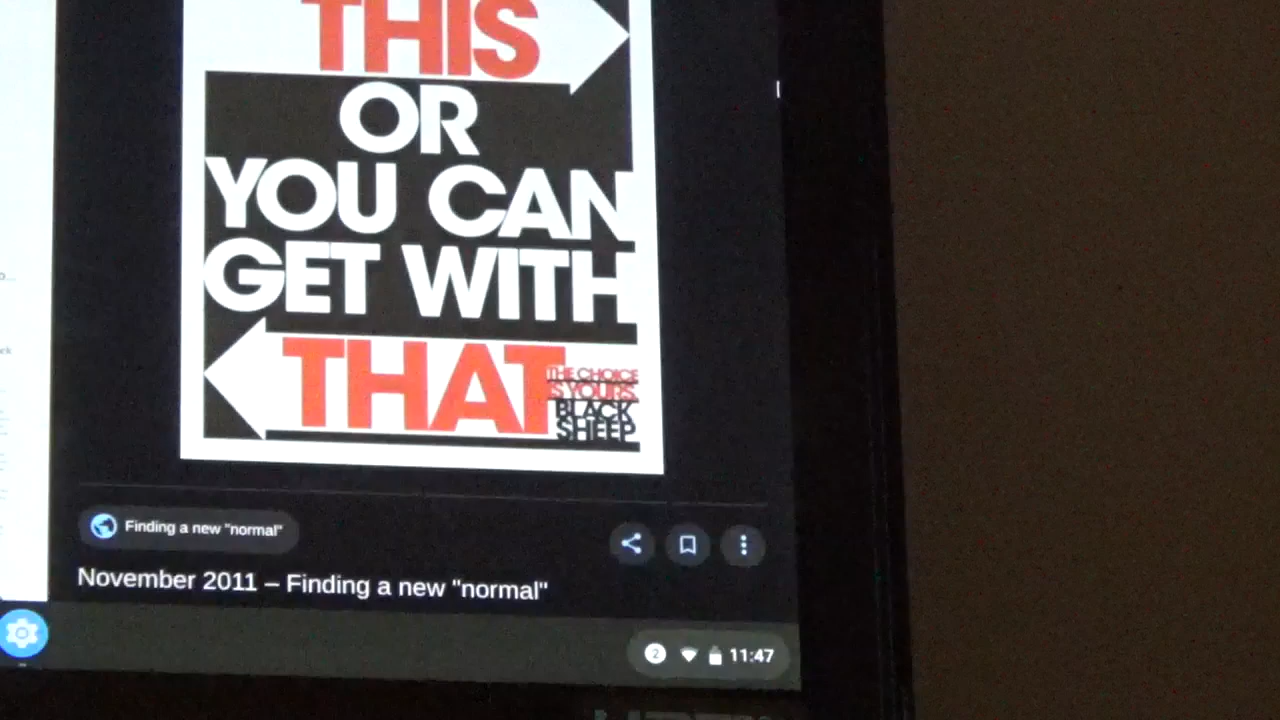 THIS
OR
YOU CAN
GET WITH
THAT
THE CHOICE
IS YOURS.
BLACK
SHEEP
Finding a new "normal"
November 2011 – Finding a new "normal"
2 11:47